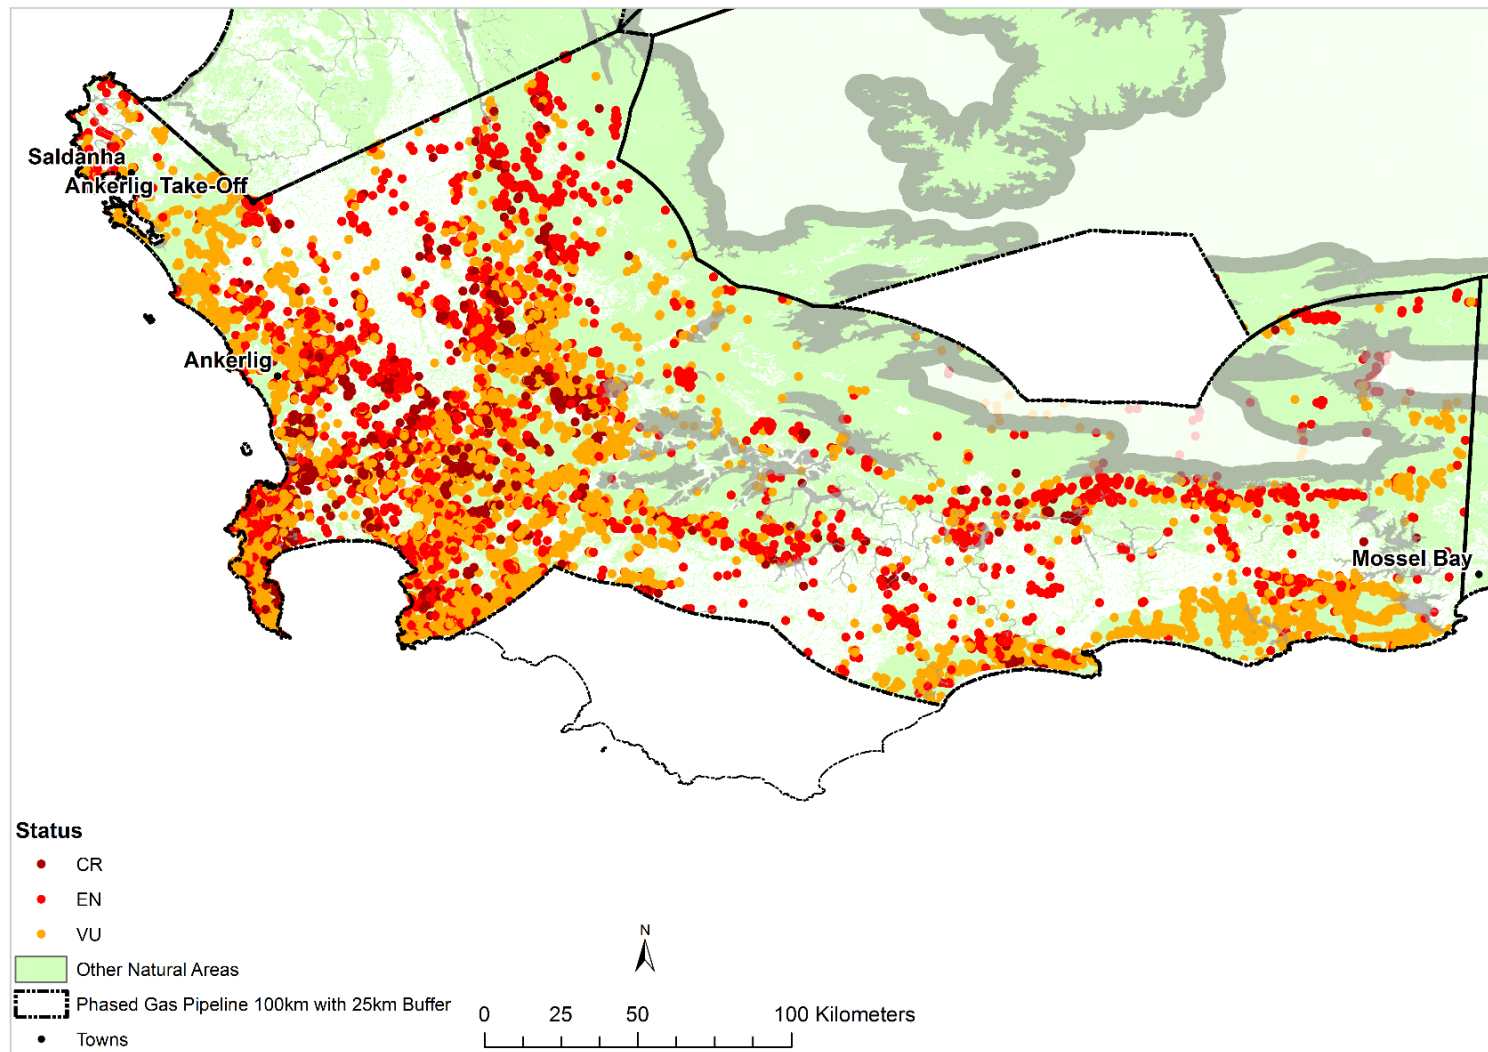 Saldanha
Ankerlig Take-Off
Ankerlig
Mossel Bay
Status
CR
EN
VU
Other Natural Areas
Phased Gas Pipeline 100km with 25km Buffer
Towns
N
0 25 50 100 Kilometers